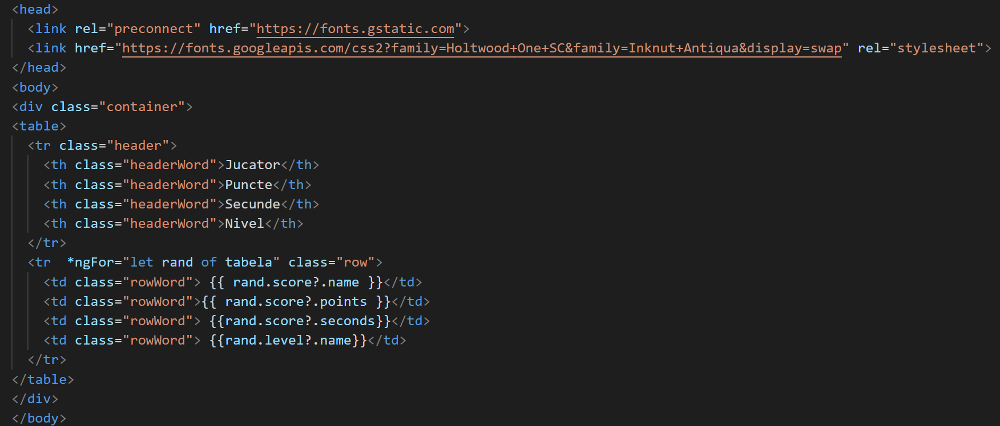 <head>
  <link rel="preconnect" href="https://fonts.gstatic.com">
  <link href="https://fonts.googleapis.com/css2?family=Holtwood+One+SC&family=Inknut+Antiqua&display=swap" rel="stylesheet">
</head>
<body>
<div class="container">
<table>
  <tr class="header">
    <th class="headerWord">Jucator</th>
    <th class="headerWord">Puncte</th>
    <th class="headerWord">Secunde</th>
    <th class="headerWord">Nivel</th>
  </tr>
  <tr  *ngFor="let rand of tabela" class="row">
    <td class="rowWord"> {{ rand.score?.name }}</td>
    <td class="rowWord">{{ rand.score?.points }}</td>
    <td class="rowWord"> {{rand.score?.seconds}}</td>
    <td class="rowWord"> {{rand.level?.name}}</td>
  </tr>
</table>
</div>
</body>